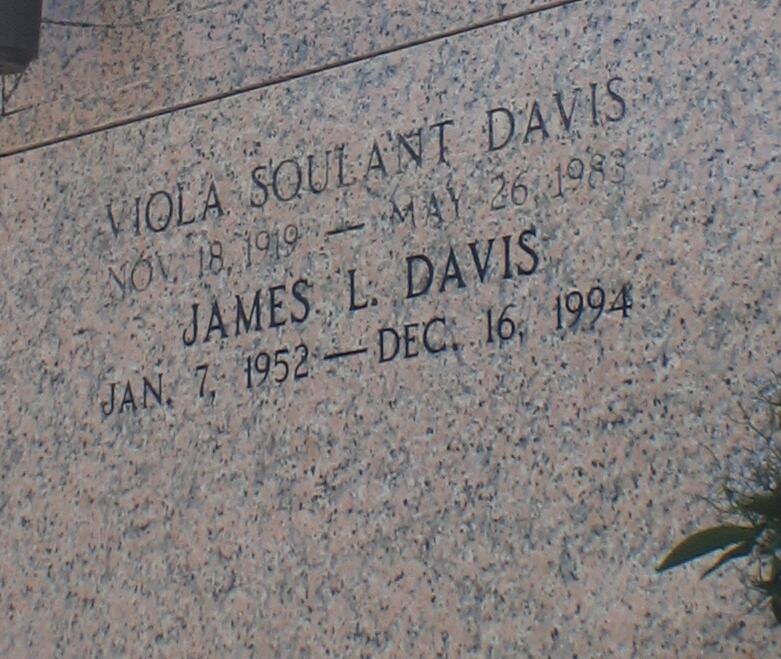 VIOLA SOULANT DAVIS
NOV. 18, 1919 — MAY 26, 1983
JAMES L. DAVIS
JAN. 7, 1952 — DEC. 16, 1994